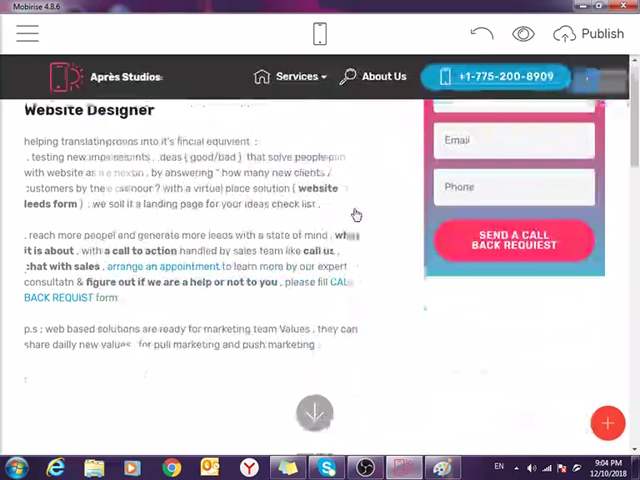 Mobirise 4.8.6
Publish
Après Studios
Services
About Us
+1-775-200-8909
Website Designer
helping translating into it's equivient :
. testing new , ideas { good/bad } that solve people
with website as a , by answering " how many new clients /
customers by the ? with a virtual place solution ( website
leeds form ) . we soll it a landing page for your ideas check list .
. reach more peopel and generate more leeds with a state of mind ,
it is about , with a call to action handled by sales team like call us ,
chat with sales , arrange an appointment to learn more by our expert
consultatn & figure out if we are a help or not to you , please fill CAL
BACK REQUIST form
p.s ; web based solutions are ready for marketing team Values , they can
share dailly new values , for pull marketing and push marketing
:
Email
Phone
SEND A CALL
BACK REQUIEST
EN
9:04 PM
12/10/2018